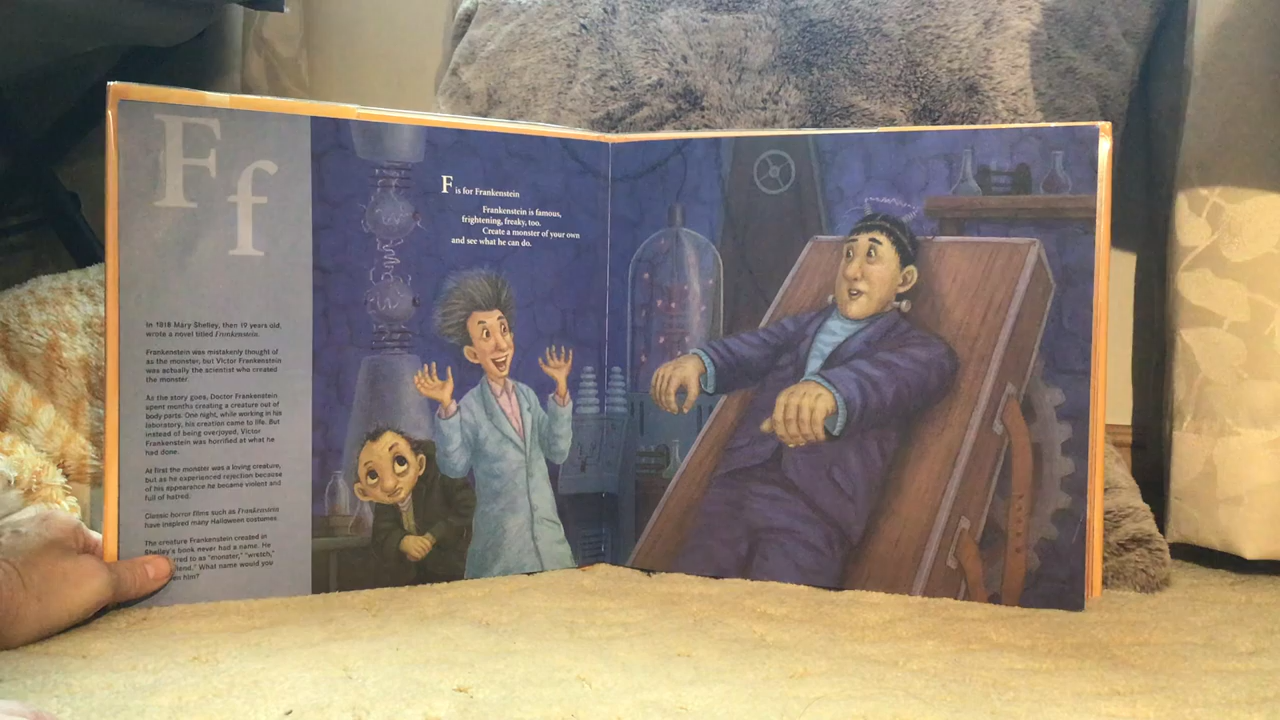 F f
In 1818 Mary Shelley, then 19 years old,
wrote a novel titled Frankenstein.
Frankenstein was mistakenly thought of
as the monster, but Victor Frankenstein
was actually the scientist who created
the monster.
As the story goes, Doctor Frankenstein
spent months creating a creature out of
body parts. One night, while working in his
laboratory, his creation came to life. But
instead of being overjoyed, Victor
Frankenstein was horrified at what he
had done.
At first the monster was a loving creature,
but as he experienced rejection because
of his appearance he became violent and
full of hatred.
Classic horror films such as Frankenstein
have inspired many Halloween costumes.
The creature Frankenstein created in
Shelley's book never had a name. He
rred to as "monster," "wretch,"
iend." What name would you
him?
F is for Frankenstein
Frankenstein is famous,
frightening, freaky, too.
Create a monster of your own
and see what he can do.